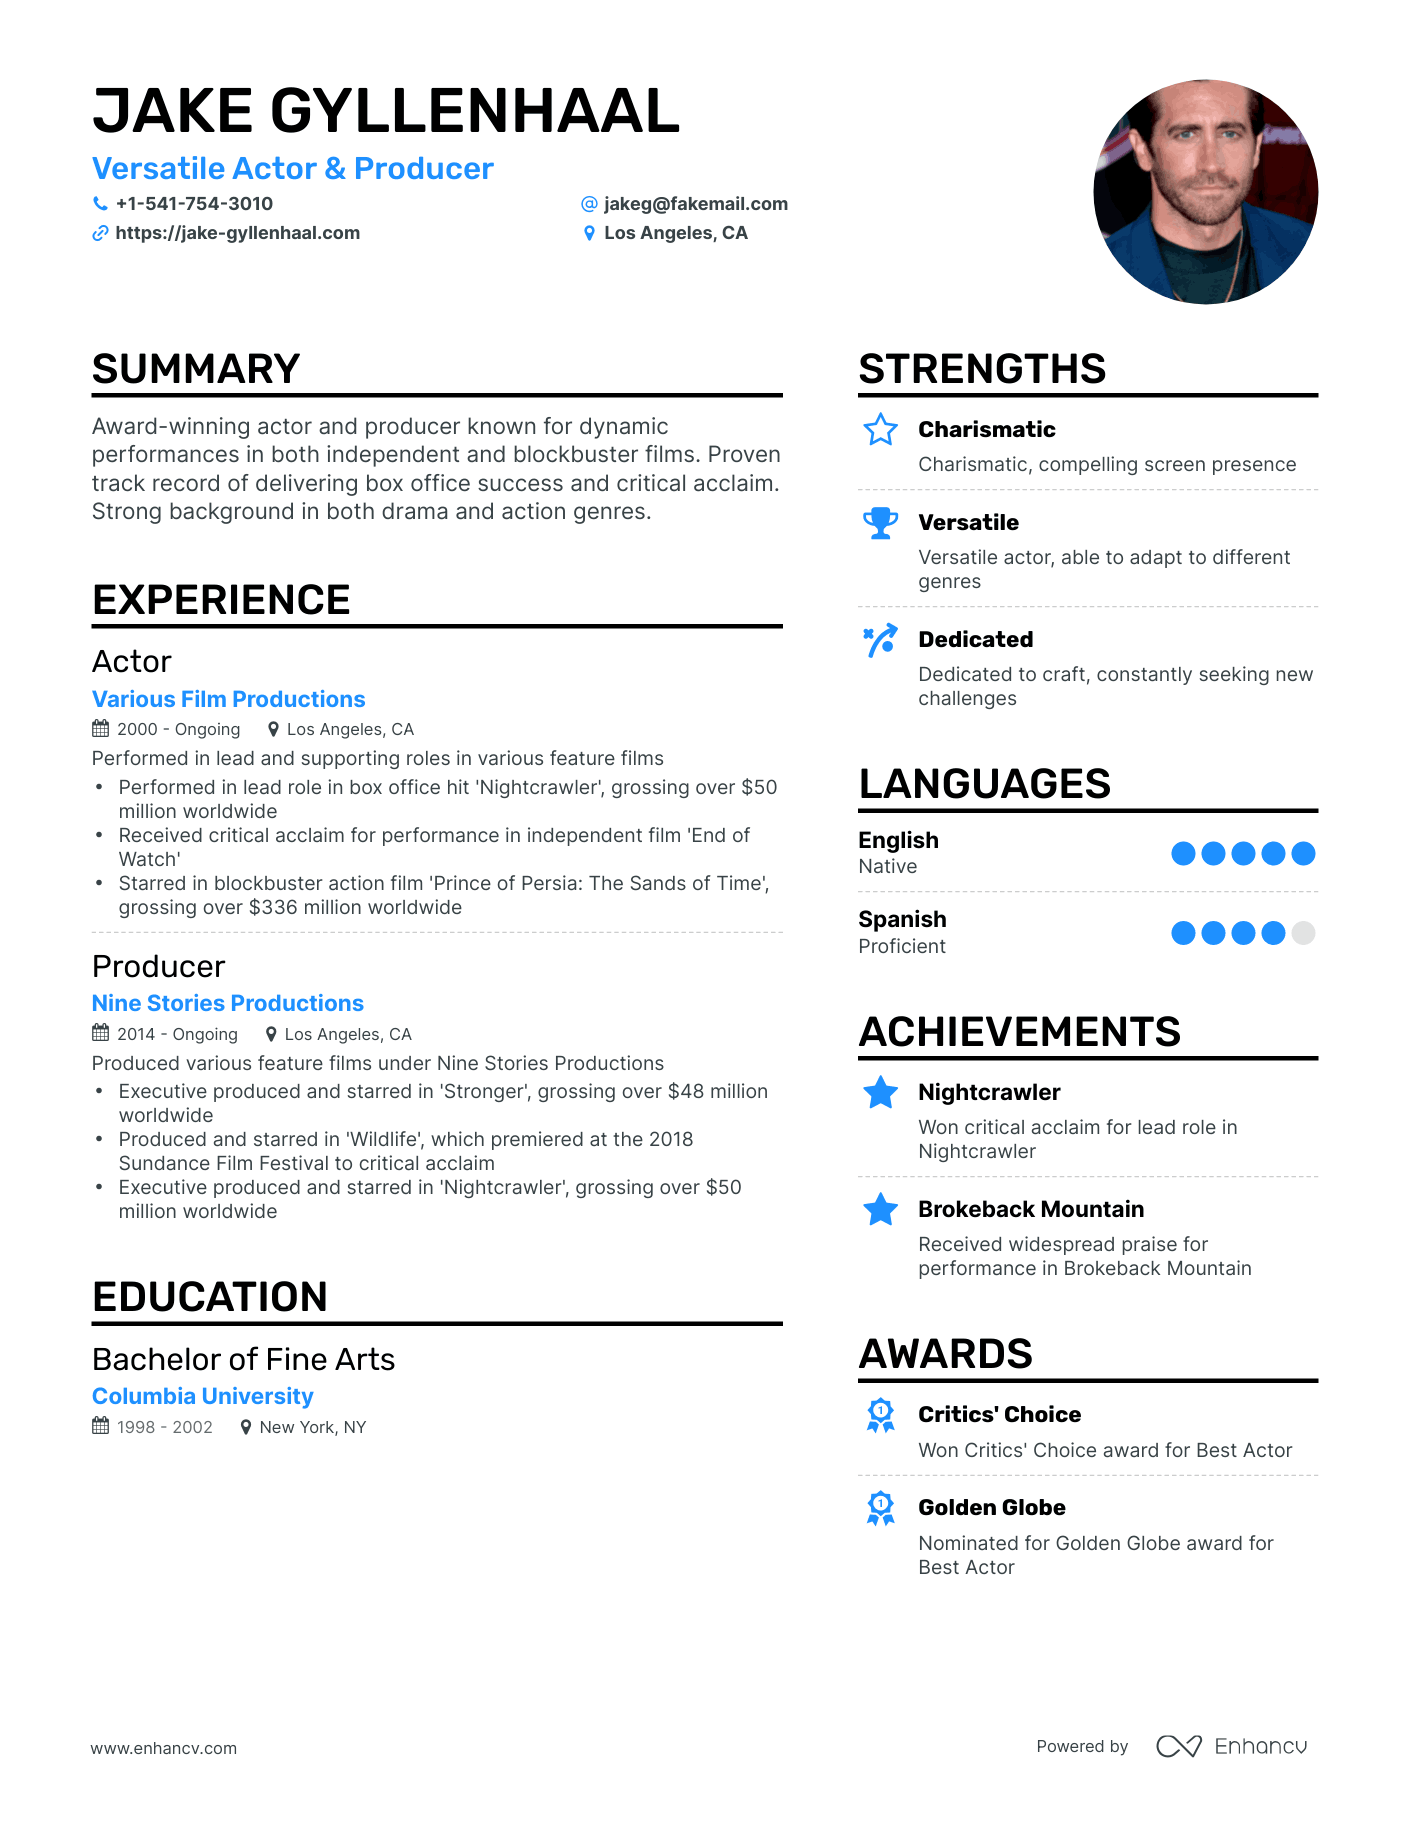 JAKE GYLLENHAAL
Versatile Actor & Producer
+1-541-754-3010
jakeg@fakemail.com
https://jake-gyllenhaal.com
Los Angeles, CA
SUMMARY
Award-winning actor and producer known for dynamic
performances in both independent and blockbuster films. Proven
track record of delivering box office success and critical acclaim.
Strong background in both drama and action genres.
EXPERIENCE
Actor
Various Film Productions
2000 - Ongoing
Los Angeles, CA
Performed in lead and supporting roles in various feature films
• Performed in lead role in box office hit 'Nightcrawler', grossing over $50
million worldwide
• Received critical acclaim for performance in independent film 'End of
Watch'
• Starred in blockbuster action film 'Prince of Persia: The Sands of Time',
grossing over $336 million worldwide
Producer
Nine Stories Productions
2014 - Ongoing
Los Angeles, CA
Produced various feature films under Nine Stories Productions
• Executive produced and starred in 'Stronger', grossing over $48 million
worldwide
• Produced and starred in 'Wildlife', which premiered at the 2018
Sundance Film Festival to critical acclaim
• Executive produced and starred in 'Nightcrawler', grossing over $50
million worldwide
EDUCATION
Bachelor of Fine Arts
Columbia University
1998 - 2002
New York, NY
STRENGTHS
Charismatic
Charismatic, compelling screen presence
Versatile
Versatile actor, able to adapt to different
genres
Dedicated
Dedicated to craft, constantly seeking new
challenges
LANGUAGES
English
Native
Spanish
Proficient
ACHIEVEMENTS
Nightcrawler
Won critical acclaim for lead role in
Nightcrawler
Brokeback Mountain
Received widespread praise for
performance in Brokeback Mountain
AWARDS
1
Critics' Choice
Won Critics' Choice award for Best Actor
1
Golden Globe
Nominated for Golden Globe award for
Best Actor
www.enhancv.com
Powered by
Enhancv